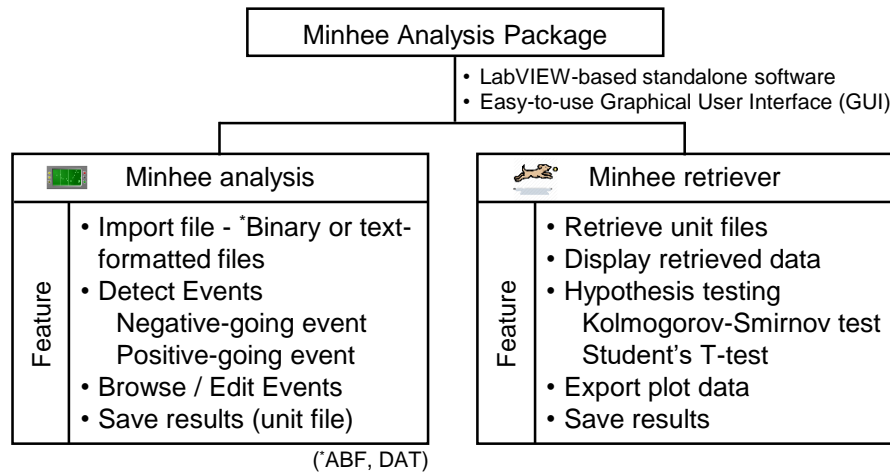 Minhee Analysis Package
• LabVIEW-based standalone software
• Easy-to-use Graphical User Interface (GUI)
Minhee analysis
Feature
• Import file - *Binary or text-
formatted files
• Detect Events
Negative-going event
Positive-going event
• Browse / Edit Events
• Save results (unit file)
(*ABF, DAT)
Minhee retriever
Feature
• Retrieve unit files
• Display retrieved data
• Hypothesis testing
Kolmogorov-Smirnov test
Student's T-test
• Export plot data
• Save results